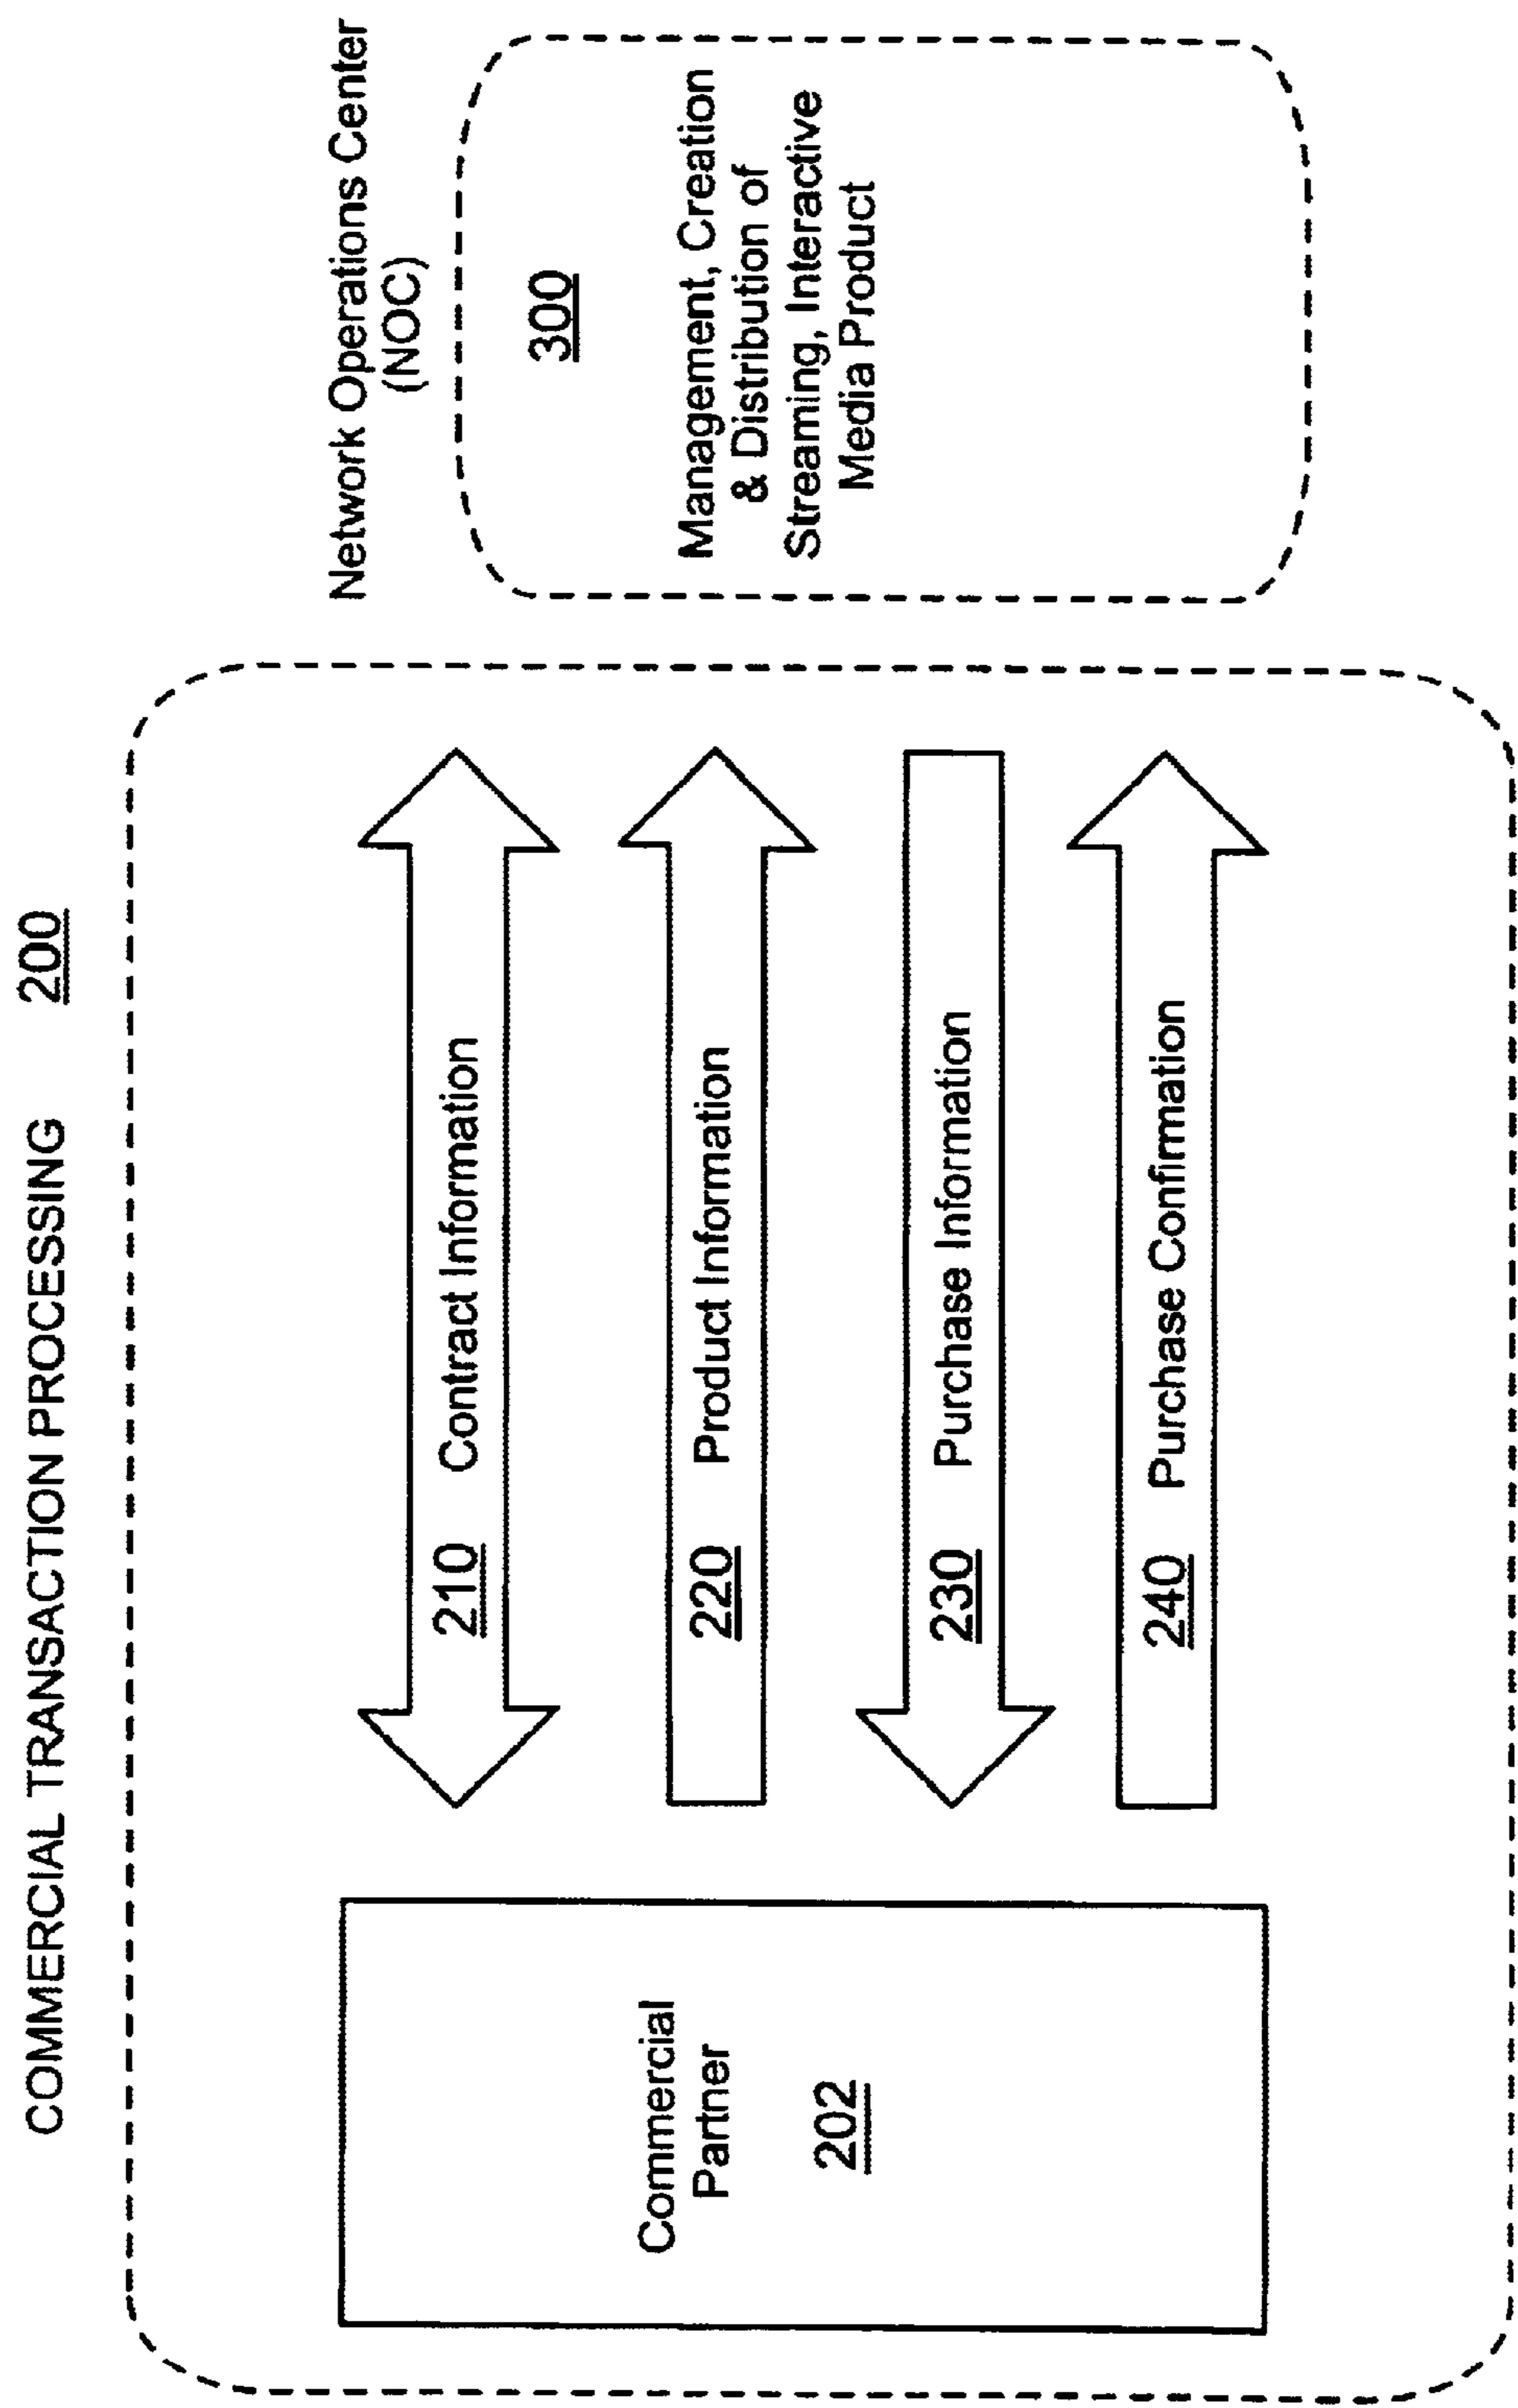 COMMERCIAL TRANSACTION PROCESSING 200
Network Operations Center
(NOC)
Commercial
Partner
202
210 Contract Information
220 Product Information
230 Purchase Information
240 Purchase Confirmation
300
Management, Creation
& Distribution of
Streaming, Interactive
Media Product